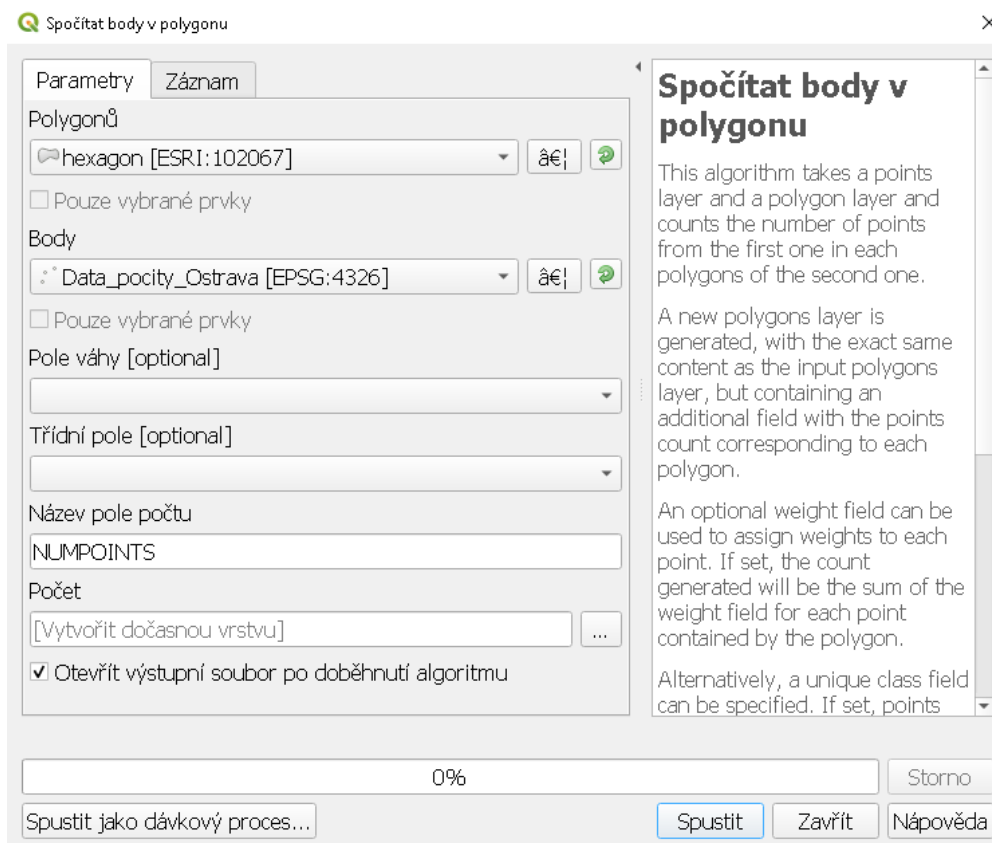 Spočítat body v polygonu
Parametry
Záznam
Polygonů
hexagon [ESRI:102067]
â€¦
Pouze vybrané prvky
Body
Data_pocity_Ostrava [EPSG:4326]
â€¦
Pouze vybrané prvky
Pole váhy [optional]
Třídní pole [optional]
Název pole počtu
NUMPOINTS
Počet
[Vytvořit dočasnou vrstvu]
...
Otevřít výstupní soubor po doběhnutí algoritmu
Spočítat body v
polygonu
This algorithm takes a points
layer and a polygon layer and
counts the number of points
from the first one in each
polygons of the second one.
A new polygons layer is
generated, with the exact same
content as the input polygons
layer, but containing an
additional field with the points
count corresponding to each
polygon.
An optional weight field can be
used to assign weights to each
point. If set, the count
generated will be the sum of the
weight field for each point
contained by the polygon.
Alternatively, a unique class field
can be specified. If set, points
0%
Storno
Spustit jako dávkový proces...
Spustit
Zavřít
Nápověda